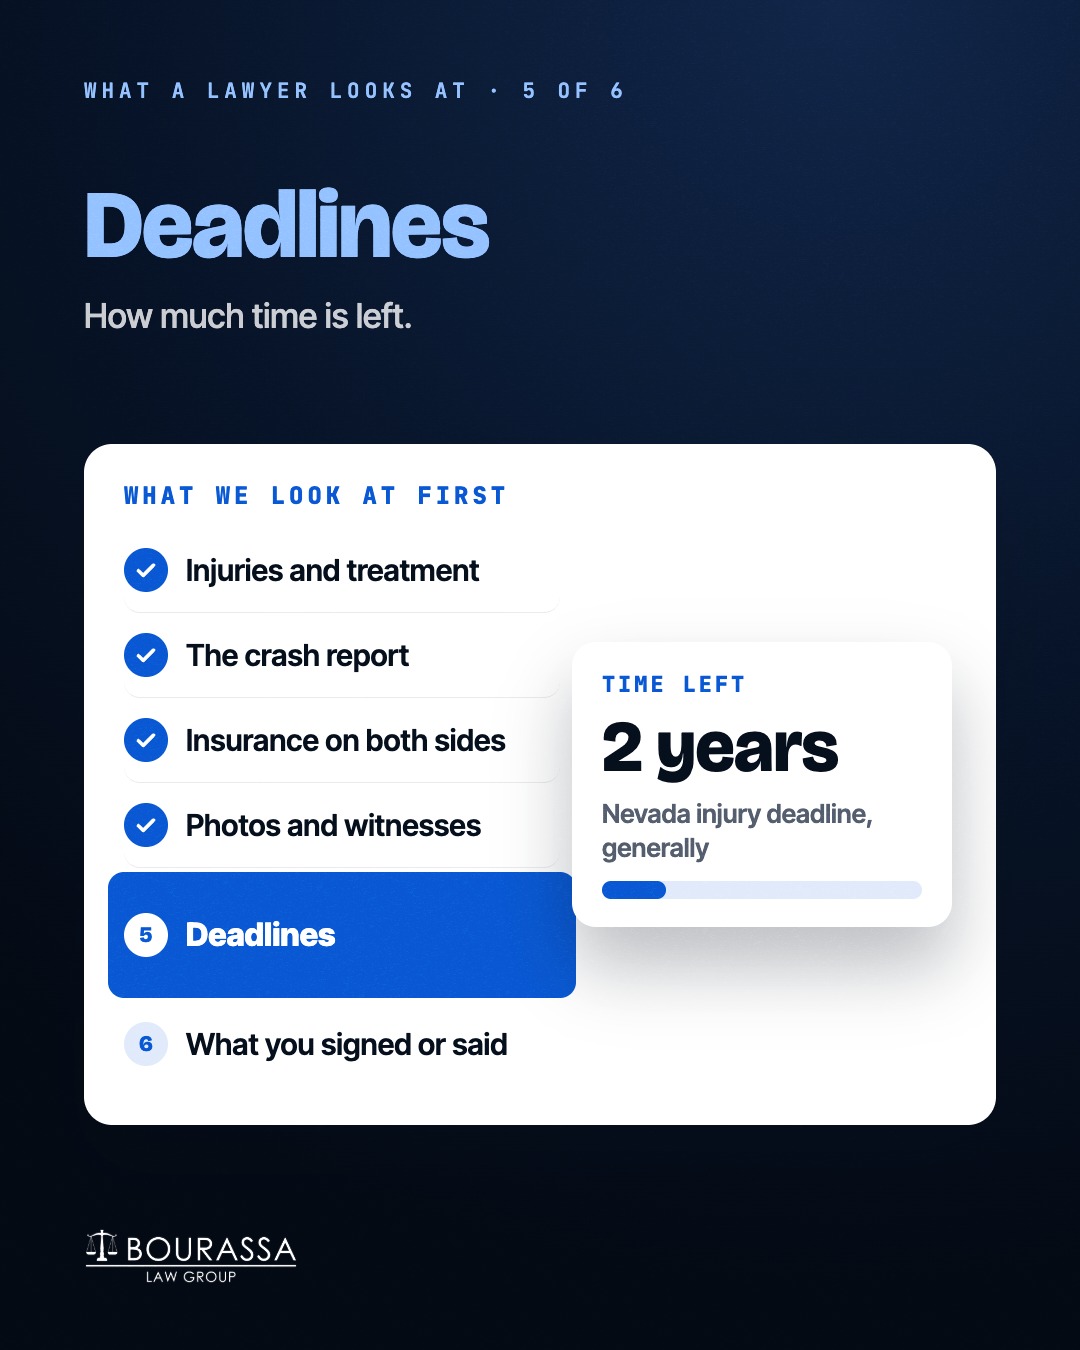 WHAT A LAWYER LOOKS AT · 5 OF 6
Deadlines
How much time is left.
WHAT WE LOOK AT FIRST
Injuries and treatment
The crash report
Insurance on both sides
Photos and witnesses
5 Deadlines
6 What you signed or said
TIME LEFT
2 years
Nevada injury deadline,
generally
BOURASSA
LAW GROUP